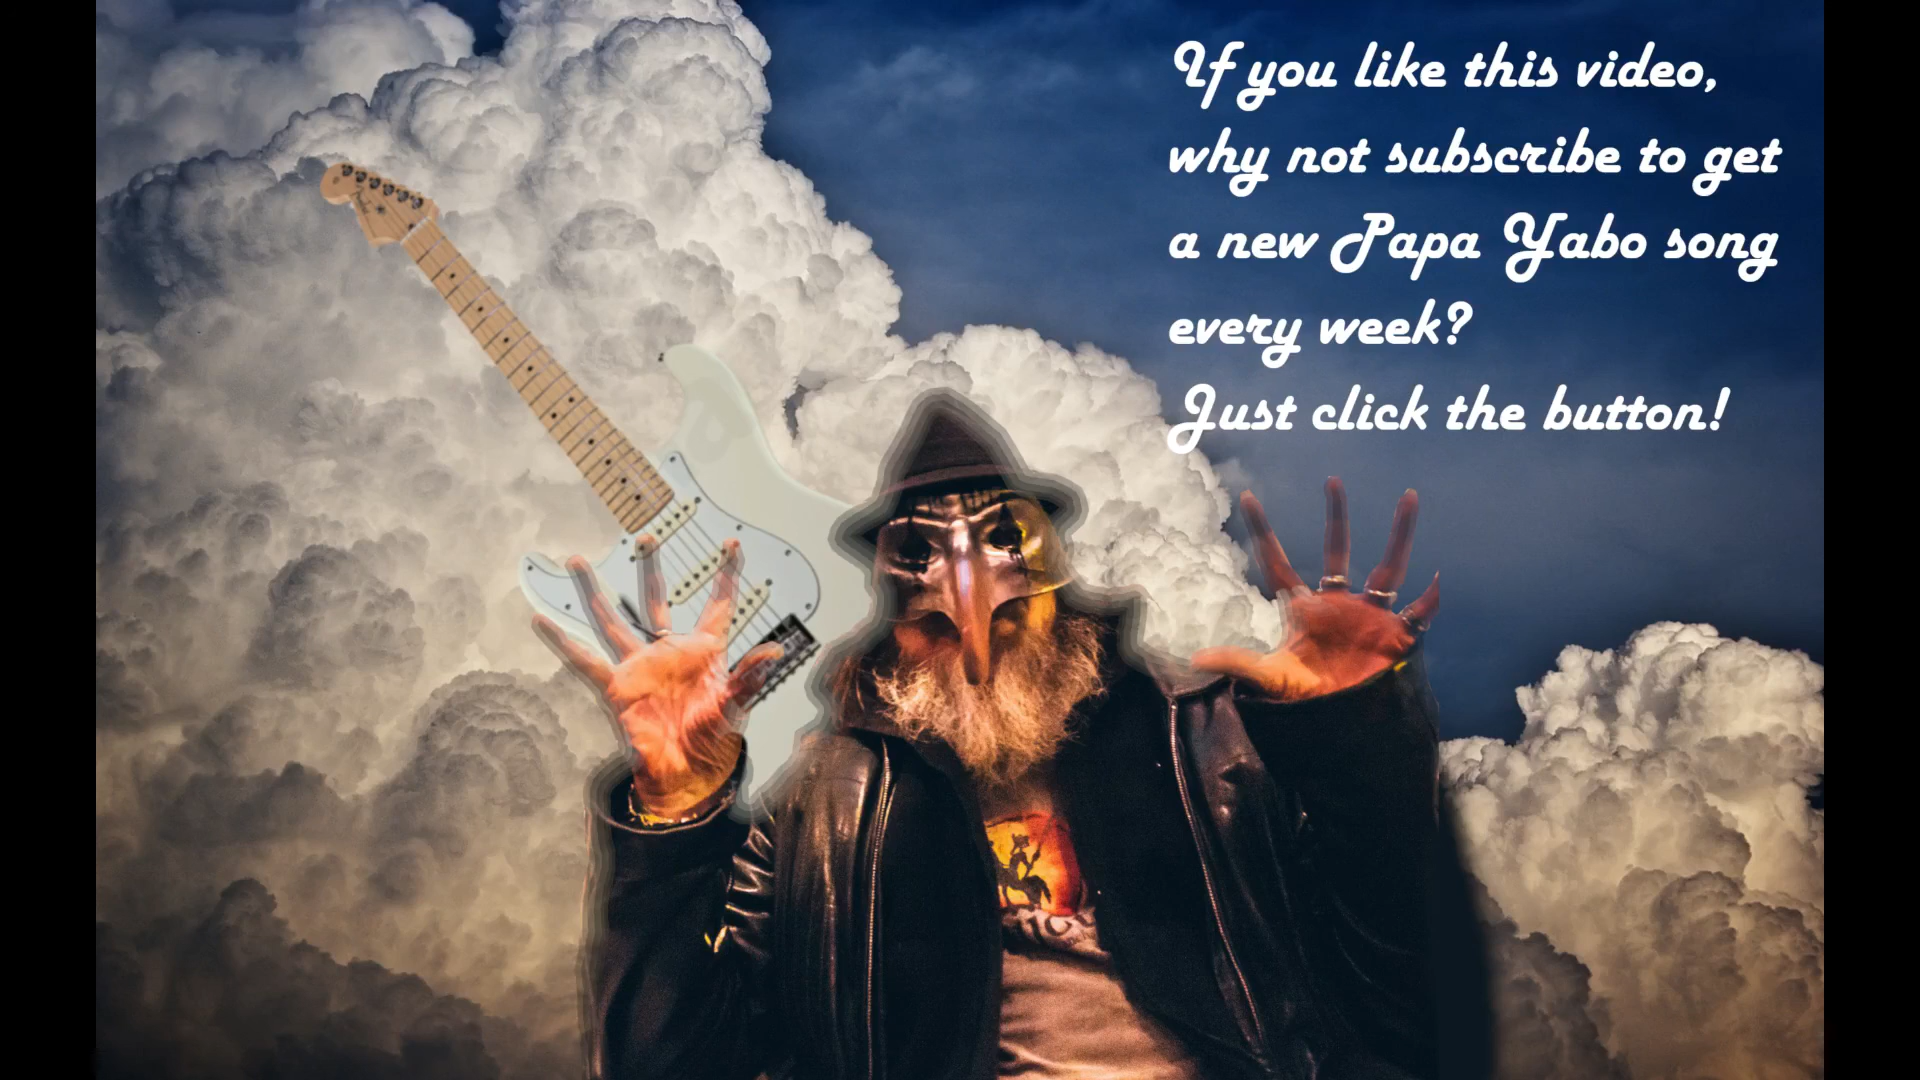 If you like this video,
why not subscribe to get
a new Papa Yabo song
every week?
Just click the button!